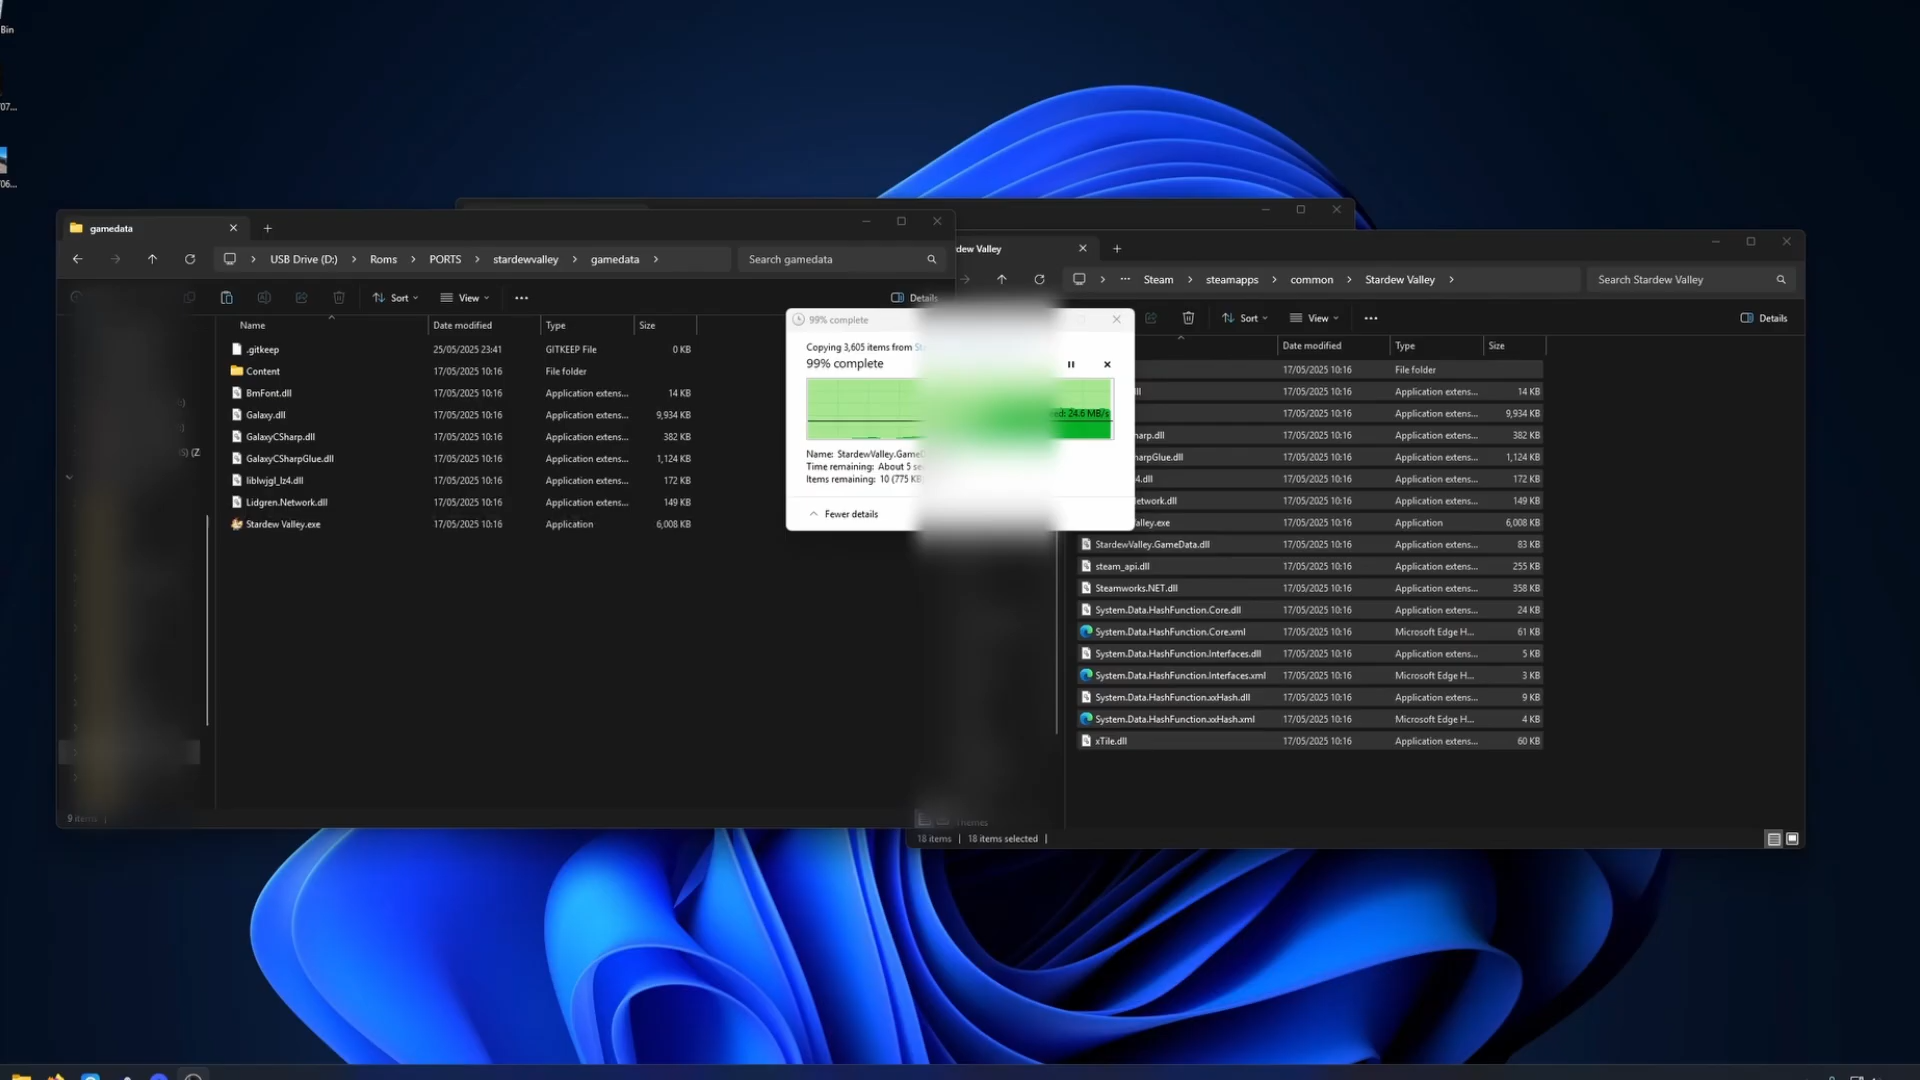 Bin
07...
06...
gamedata
USB Drive (D:) Roms PORTS stardewvalley gamedata
Search gamedata
Sort View Details
Name Date modified Type Size
.gitkeep 25/05/2025 23:41 GITKEEP File 0 KB
Content 17/05/2025 10:16 File folder
BmFont.dll 17/05/2025 10:16 Application extens... 14 KB
Galaxy.dll 17/05/2025 10:16 Application extens... 9,934 KB
GalaxyCSharp.dll 17/05/2025 10:16 Application extens... 382 KB
GalaxyCSharpGlue.dll 17/05/2025 10:16 Application extens... 1,124 KB
liblwjgl_lz4.dll 17/05/2025 10:16 Application extens... 172 KB
Lidgren.Network.dll 17/05/2025 10:16 Application extens... 149 KB
Stardew Valley.exe 17/05/2025 10:16 Application 6,008 KB
9 items
99% complete
Copying 3,605 items from
99% complete
24.6 MB/s
Name: StardewValley.GameD
Time remaining: About 5 se
Items remaining: 10 (775 KB
Fewer details
dew Valley
Steam steamapps common Stardew Valley
Search Stardew Valley
Sort View Details
Date modified Type Size
17/05/2025 10:16 File folder
17/05/2025 10:16 Application extens... 14 KB
17/05/2025 10:16 Application extens... 9,934 KB
harp.dll 17/05/2025 10:16 Application extens... 382 KB
harpGlue.dll 17/05/2025 10:16 Application extens... 1,124 KB
4.dll 17/05/2025 10:16 Application extens... 172 KB
etwork.dll 17/05/2025 10:16 Application extens... 149 KB
alley.exe 17/05/2025 10:16 Application 6,008 KB
StardewValley.GameData.dll 17/05/2025 10:16 Application extens... 83 KB
steam_api.dll 17/05/2025 10:16 Application extens... 255 KB
Steamworks.NET.dll 17/05/2025 10:16 Application extens... 358 KB
System.Data.HashFunction.Core.dll 17/05/2025 10:16 Application extens... 24 KB
System.Data.HashFunction.Core.xml 17/05/2025 10:16 Microsoft Edge H... 61 KB
System.Data.HashFunction.Interfaces.dll 17/05/2025 10:16 Application extens... 5 KB
System.Data.HashFunction.Interfaces.xml 17/05/2025 10:16 Microsoft Edge H... 3 KB
System.Data.HashFunction.xxHash.dll 17/05/2025 10:16 Application extens... 9 KB
System.Data.HashFunction.xxHash.xml 17/05/2025 10:16 Microsoft Edge H... 4 KB
xTile.dll 17/05/2025 10:16 Application extens... 60 KB
Themes
18 items | 18 items selected |